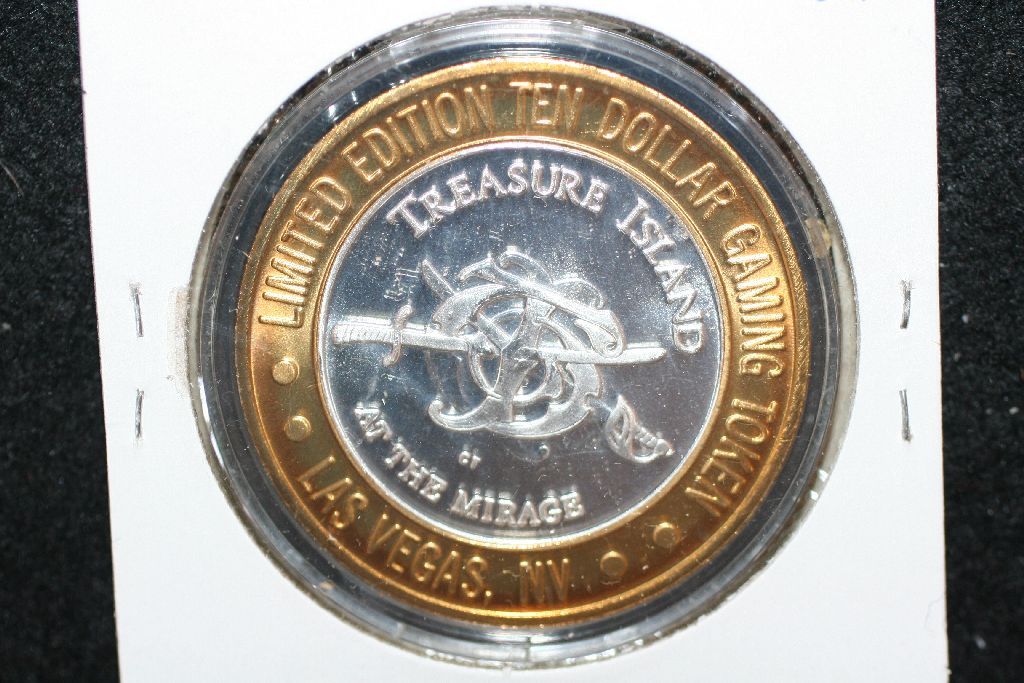 LIMITED EDITION TEN DOLLAR GAMING TOKEN
LAS VEGAS, NV
TREASURE ISLAND
AT THE MIRAGE